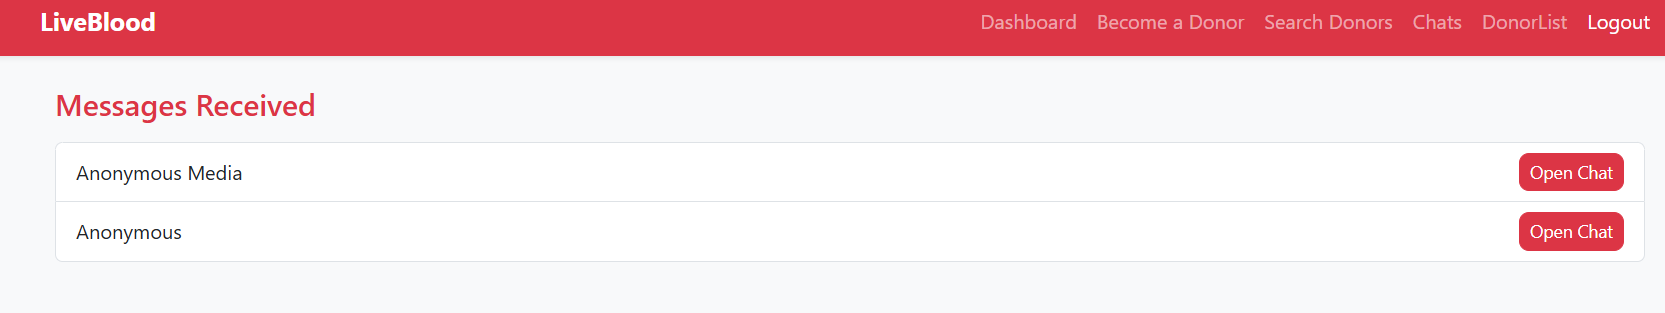 LiveBlood Dashboard Become a Donor Search Donors Chats DonorList Logout
Messages Received
Anonymous Media Open Chat
Anonymous Open Chat